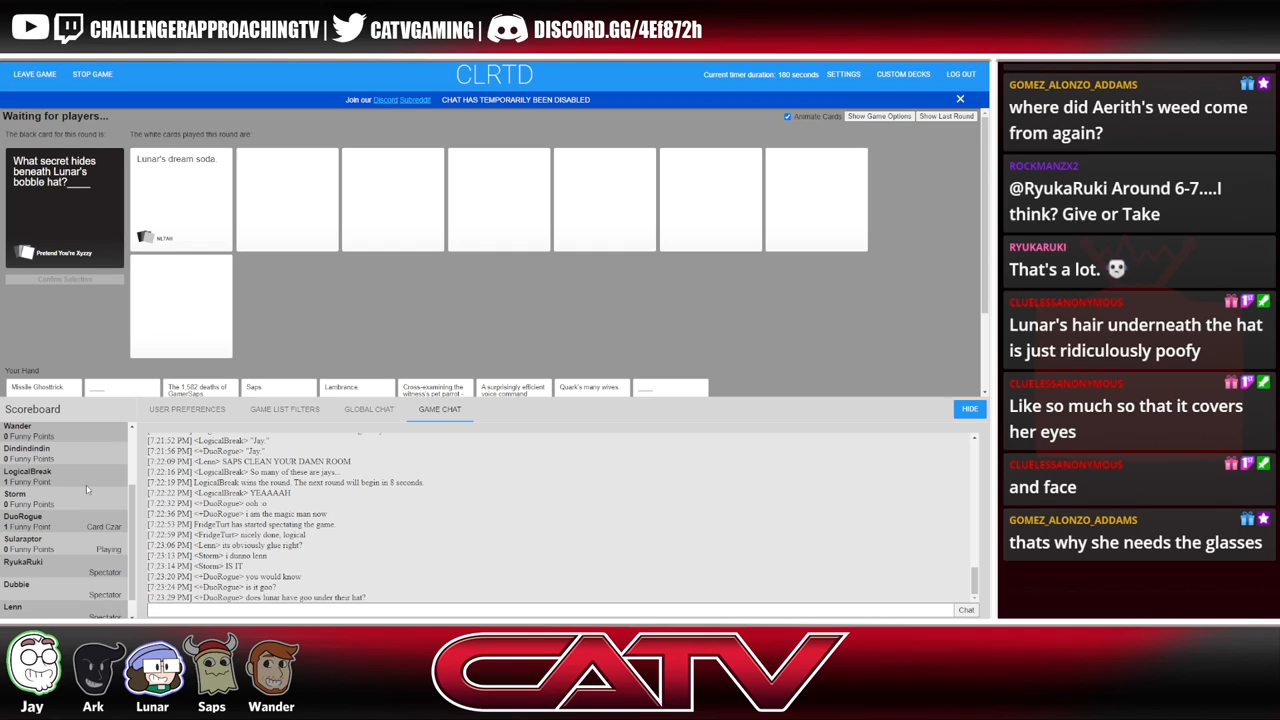 CHALLENGERAPPROACHINGTV | CATVGAMING | DISCORD.GG/4Ef872h
LEAVE GAME STOP GAME CLRTD Current timer duration: 180 seconds SETTINGS CUSTOM DECKS LOG OUT
Join our Discord Subreddit CHAT HAS TEMPORARILY BEEN DISABLED
Waiting for players...
Animate Cards Show Game Options Show Last Round
The black card for this round is: The white cards played this round are:
What secret hides
beneath Lunar's
bobble hat?____
Pretend You're Xyzzy
Confirm Selection
Lunar's dream soda.
NLTAH
Your Hand
Missile Ghosttrick.
____
The 1,582 deaths of
GamerSaps
Saps.
Lambrance.
Cross-examining the
witness's pet parrot -
A surprisingly efficient
voice command
Quark's many wives.
____
Scoreboard
Wander
0 Funny Points
Dindindindin
0 Funny Points
LogicalBreak
1 Funny Point
Storm
0 Funny Points
DuoRogue
1 Funny Point Card Czar
Sularaptor
0 Funny Points Playing
RyukaRuki
Spectator
Dubbie
Spectator
Lenn
Spectator
USER PREFERENCES GAME LIST FILTERS GLOBAL CHAT GAME CHAT HIDE
[7:21:52 PM] <LogicalBreak> "Jay."
[7:21:56 PM] <+DuoRogue> "Jay."
[7:22:09 PM] <Lenn> SAPS CLEAN YOUR DAMN ROOM
[7:22:16 PM] <LogicalBreak> So many of these are jays...
[7:22:19 PM] LogicalBreak wins the round. The next round will begin in 8 seconds.
[7:22:22 PM] <LogicalBreak> YEAAAAH
[7:22:32 PM] <+DuoRogue> ooh :o
[7:22:36 PM] <+DuoRogue> i am the magic man now
[7:22:53 PM] FridgeTurt has started spectating the game.
[7:22:59 PM] <FridgeTurt> nicely done, logical
[7:23:06 PM] <Lenn> its obviously glue right?
[7:23:13 PM] <Storm> i dunno lenn
[7:23:14 PM] <Storm> IS IT
[7:23:20 PM] <+DuoRogue> you would know
[7:23:24 PM] <+DuoRogue> is it goo?
[7:23:29 PM] <+DuoRogue> does lunar have goo under their hat?
Chat
GOMEZ_ALONZO_ADDAMS
where did Aerith's weed come
from again?
ROCKMANZX2
@RyukaRuki Around 6-7....I
think? Give or Take
RYUKARUKI
That's a lot.
CLUELESSANONYMOUS
Lunar's hair underneath the hat
is just ridiculously poofy
CLUELESSANONYMOUS
Like so much so that it covers
her eyes
CLUELESSANONYMOUS
and face
GOMEZ_ALONZO_ADDAMS
thats why she needs the glasses
Jay Ark Lunar Saps Wander
CATV